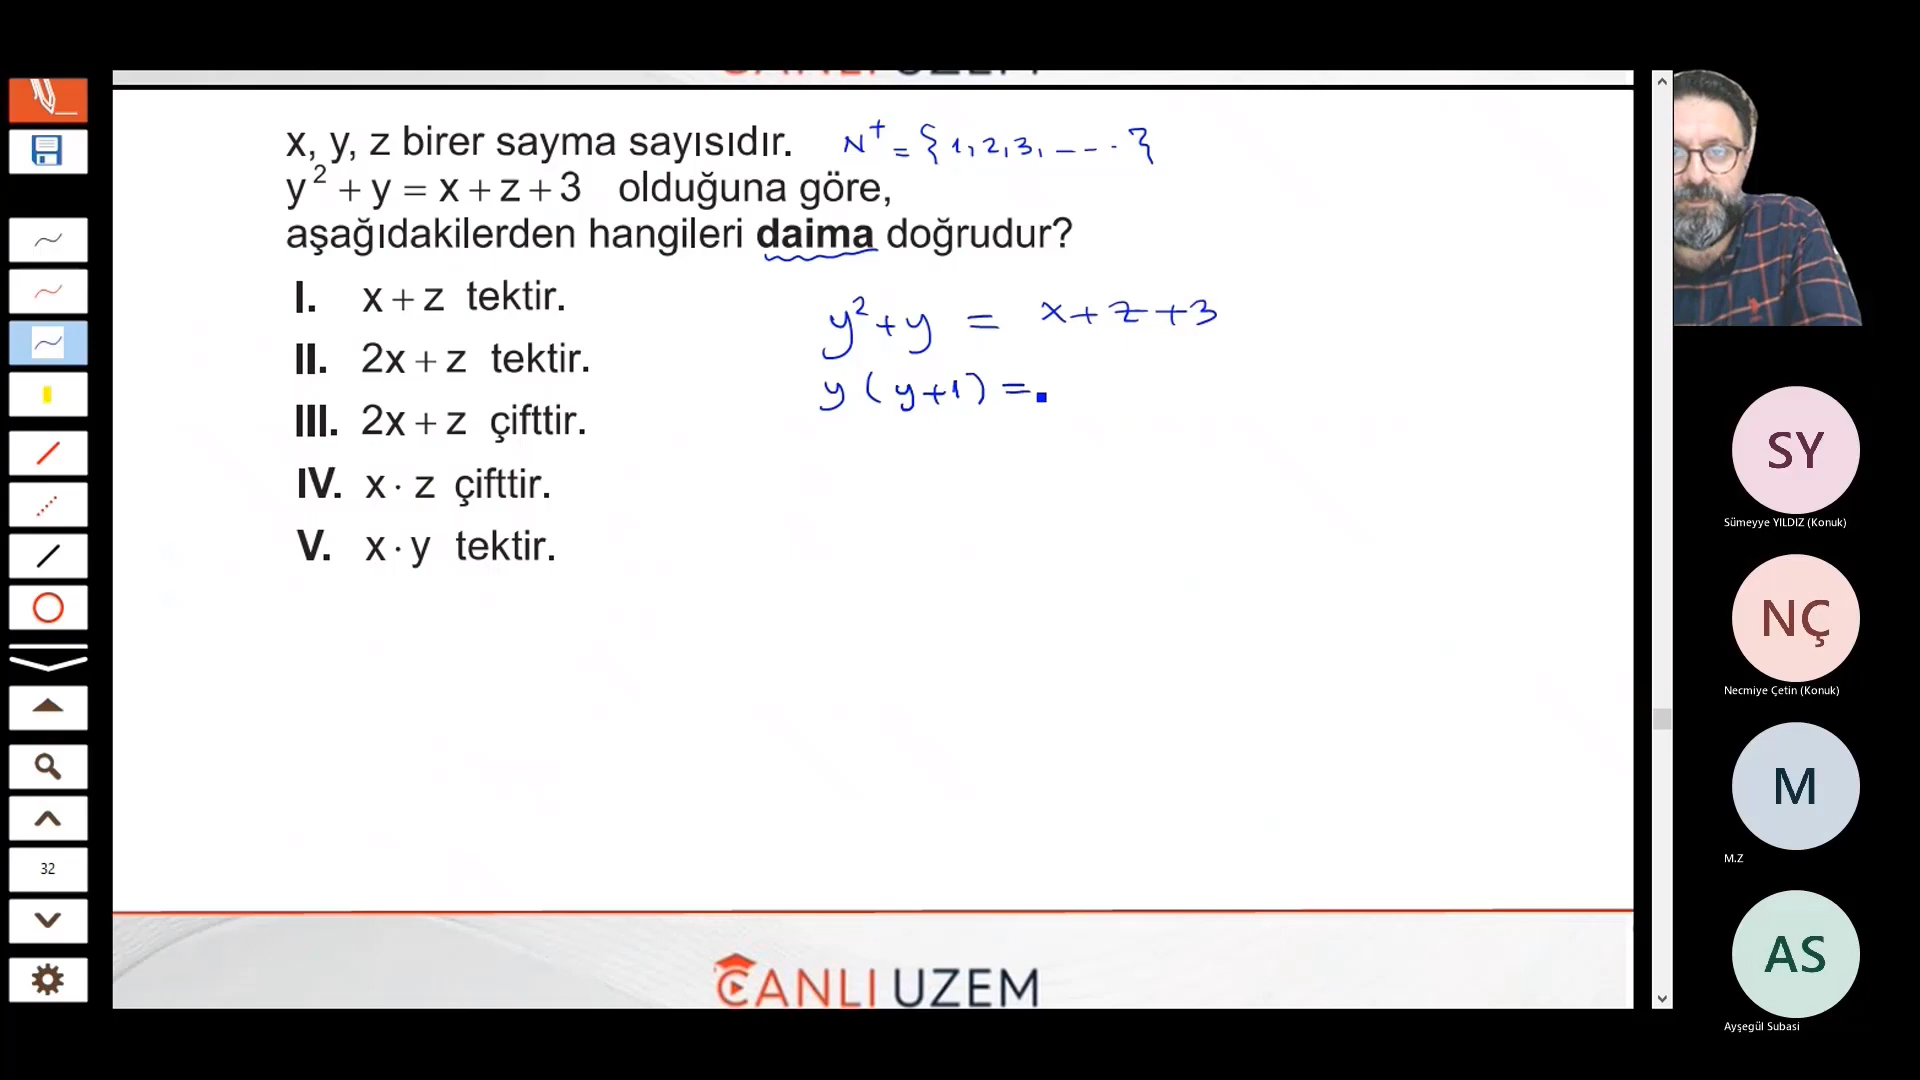 x, y, z birer sayma sayısıdır. N⁺ = {1, 2, 3, ---- }
y² + y = x + z + 3 olduğuna göre,
aşağıdakilerden hangileri daima doğrudur?
I. x + z tektir.
II. 2x + z tektir.
III. 2x + z çifttir.
IV. x · z çifttir.
V. x · y tektir.
y² + y = x + z + 3
y (y+1) =
32
CANLI UZEM
SY
Sümeyye YILDIZ (Konuk)
NÇ
Necmiye Çetin (Konuk)
M
M.Z
AS
Ayşegül Subasi